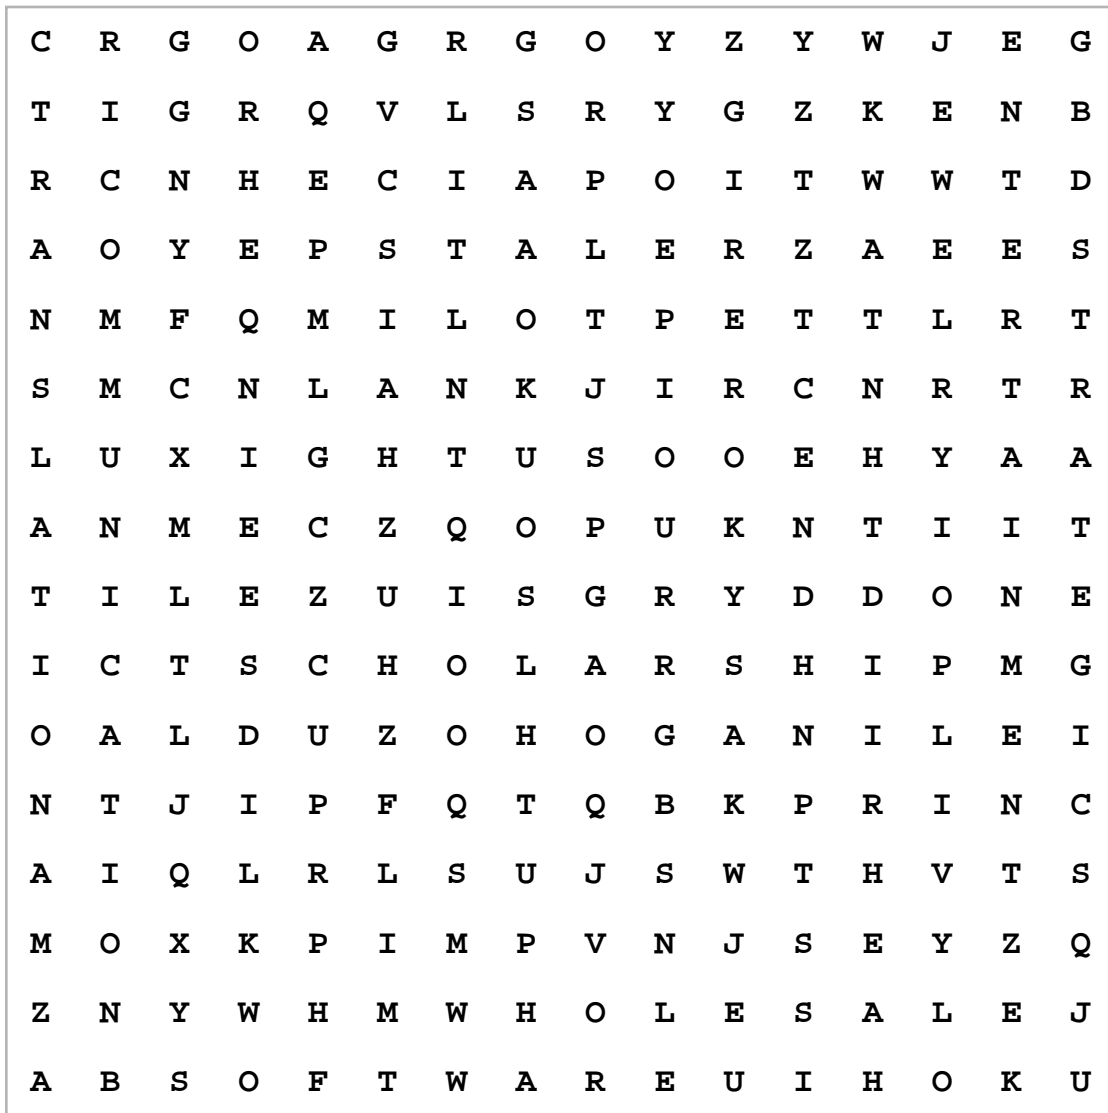 C R G O A G R G O Y Z Y W J E G
T I G R Q V L S R Y G Z K E N B
R C N H E C I A P O I T W W T D
A O Y E P S T A L E R Z A E E S
N M F Q M I L O T P E T T L R T
S M C N L A N K J I R C N R T R
L U X I G H T U S O O E H Y A A
A N M E C Z Q O P U K N T I I T
T I L E Z U I S G R Y D D O N E
I C T S C H O L A R S H I P M G
O A L D U Z O H O G A N I L E I
N T J I P F Q T Q B K P R I N C
A I Q L R L S U J S W T H V T S
M O X K P I M P V N J S E Y Z Q
Z N Y W H M W H O L E S A L E J
A B S O F T W A R E U I H O K U